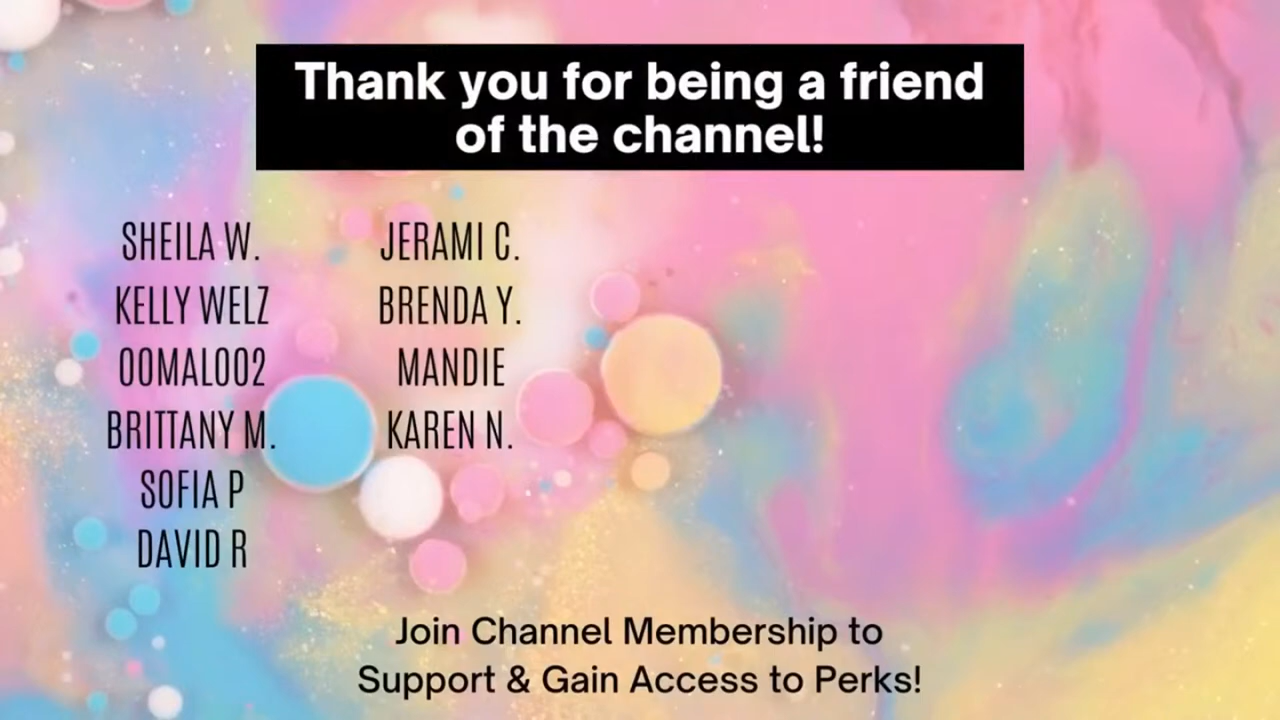 Thank you for being a friend
of the channel!
SHEILA W.
KELLY WELZ
OOMALOO2
BRITTANY M.
SOFIA P
DAVID R
JERAMI C.
BRENDA Y.
MANDIE
KAREN N.
Join Channel Membership to
Support & Gain Access to Perks!